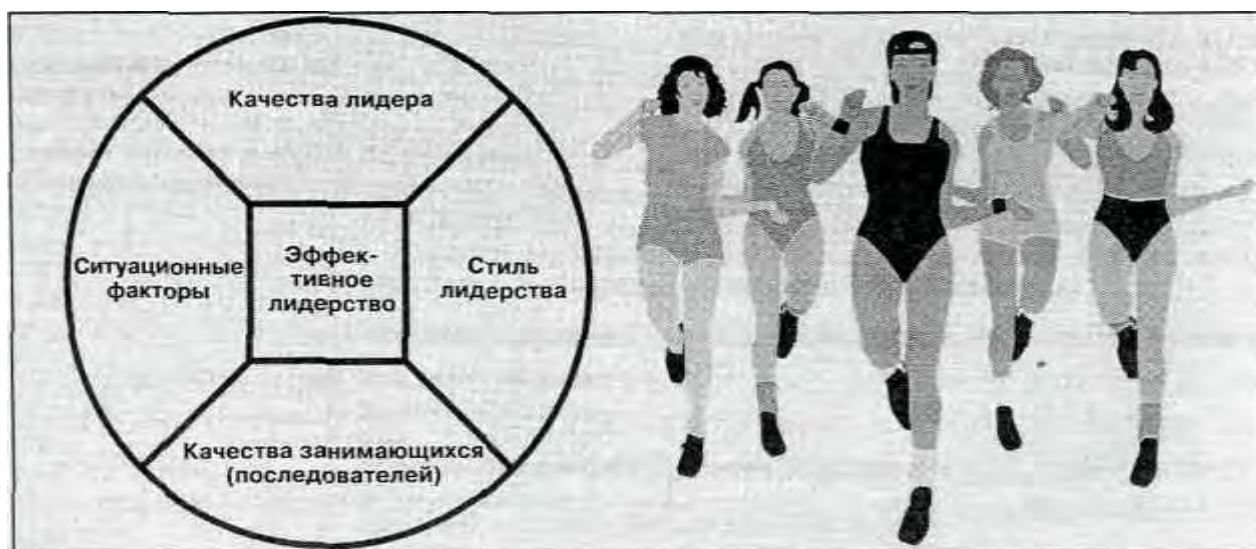 Качества лидера
Ситуационные
факторы
Эффек-
тивное
лидерство
Стиль
лидерства
Качества занимающихся
(последователей)